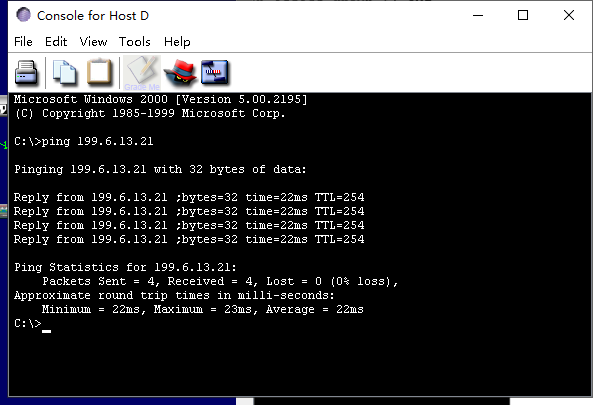 Console for Host D
File Edit View Tools Help
Microsoft Windows 2000 [Version 5.00.2195]
(C) Copyright 1985-1999 Microsoft Corp.
C:\>ping 199.6.13.21
Pinging 199.6.13.21 with 32 bytes of data:
Reply from 199.6.13.21 ;bytes=32 time=22ms TTL=254
Reply from 199.6.13.21 ;bytes=32 time=22ms TTL=254
Reply from 199.6.13.21 ;bytes=32 time=22ms TTL=254
Reply from 199.6.13.21 ;bytes=32 time=22ms TTL=254
Ping Statistics for 199.6.13.21:
Packets Sent = 4, Received = 4, Lost = 0 (0% loss),
Approximate round trip times in milli-seconds:
Minimum = 22ms, Maximum = 23ms, Average = 22ms
C:\>